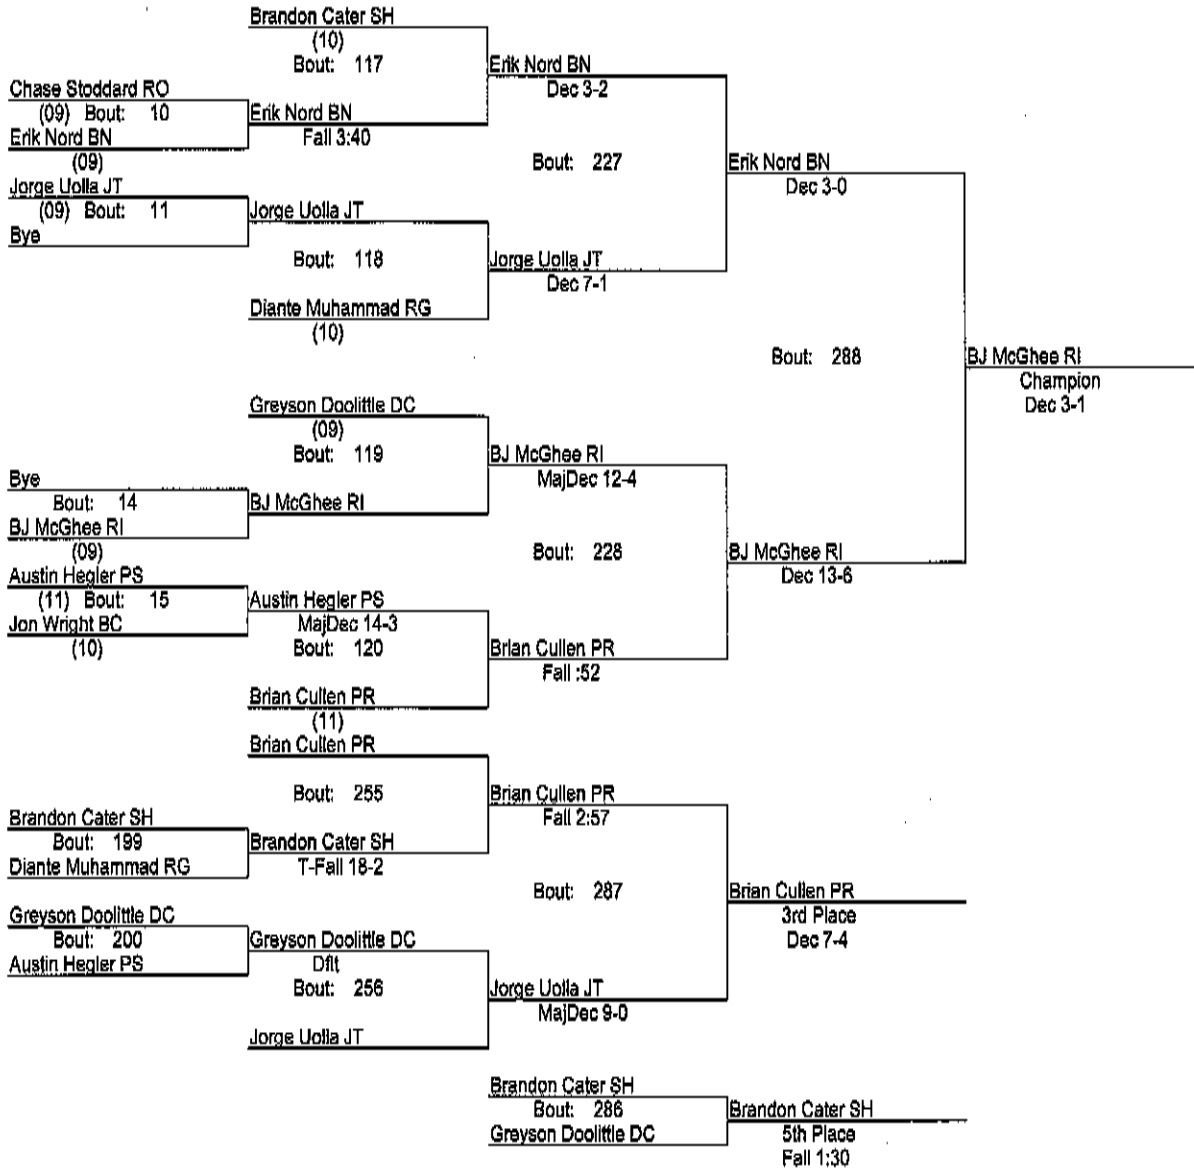 Brandon Cater SH
(10)
Bout: 117
Erik Nord BN
Dec 3-2
Chase Stoddard RO
(09) Bout: 10
Erik Nord BN
Fall 3:40
Erik Nord BN
(09)
Bout: 227
Erik Nord BN
Dec 3-0
Jorge Uolla JT
(09) Bout: 11
Jorge Uolla JT
Bye
Bout: 118
Jorge Uolla JT
Dec 7-1
Diante Muhammad RG
(10)
Bout: 288
BJ McGhee RI
Champion
Dec 3-1
Greyson Doolittle DC
(09)
Bout: 119
BJ McGhee RI
MajDec 12-4
Bye
Bout: 14
BJ McGhee RI
BJ McGhee RI
(09)
Bout: 228
BJ McGhee RI
Dec 13-6
Austin Hegler PS
(11) Bout: 15
Austin Hegler PS
MajDec 14-3
Jon Wright BC
(10)
Bout: 120
Brian Cullen PR
Fall :52
Brian Cullen PR
(11)
Brian Cullen PR
Bout: 255
Brian Cullen PR
Fall 2:57
Brandon Cater SH
Bout: 199
Brandon Cater SH
T-Fall 18-2
Diante Muhammad RG
Bout: 287
Brian Cullen PR
3rd Place
Dec 7-4
Greyson Doolittle DC
Bout: 200
Greyson Doolittle DC
Dflt
Austin Hegler PS
Bout: 256
Jorge Uolla JT
MajDec 9-0
Jorge Uolla JT
Brandon Cater SH
Bout: 286
Brandon Cater SH
Greyson Doolittle DC
5th Place
Fall 1:30